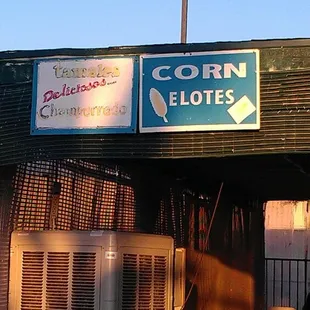 Tamales
Deliciosos
Champurrado
CORN
ELOTES